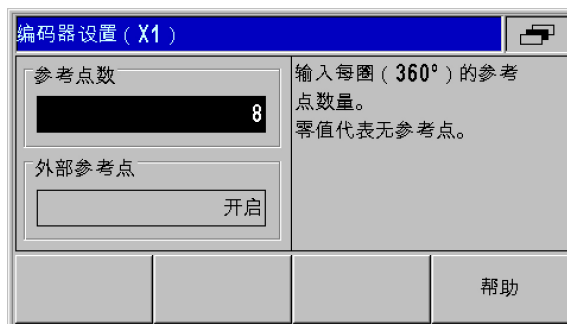 编码器设置（X1）
参考点数
8
外部参考点
开启
输入每圈（360°）的参考
点数量。
零值代表无参考点。
帮助